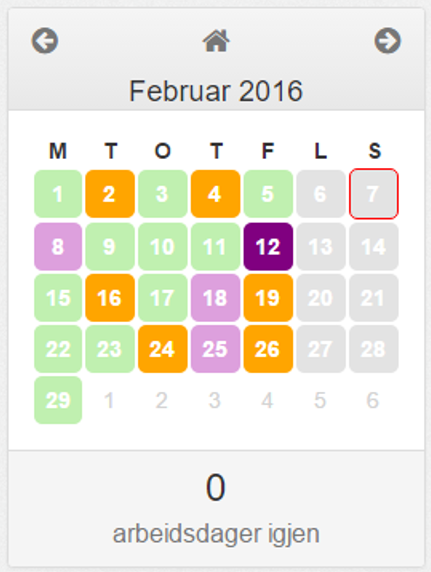 Februar 2016
M T O T F L S
1 2 3 4 5 6 7
8 9 10 11 12 13 14
15 16 17 18 19 20 21
22 23 24 25 26 27 28
29 1 2 3 4 5 6
0
arbeidsdager igjen